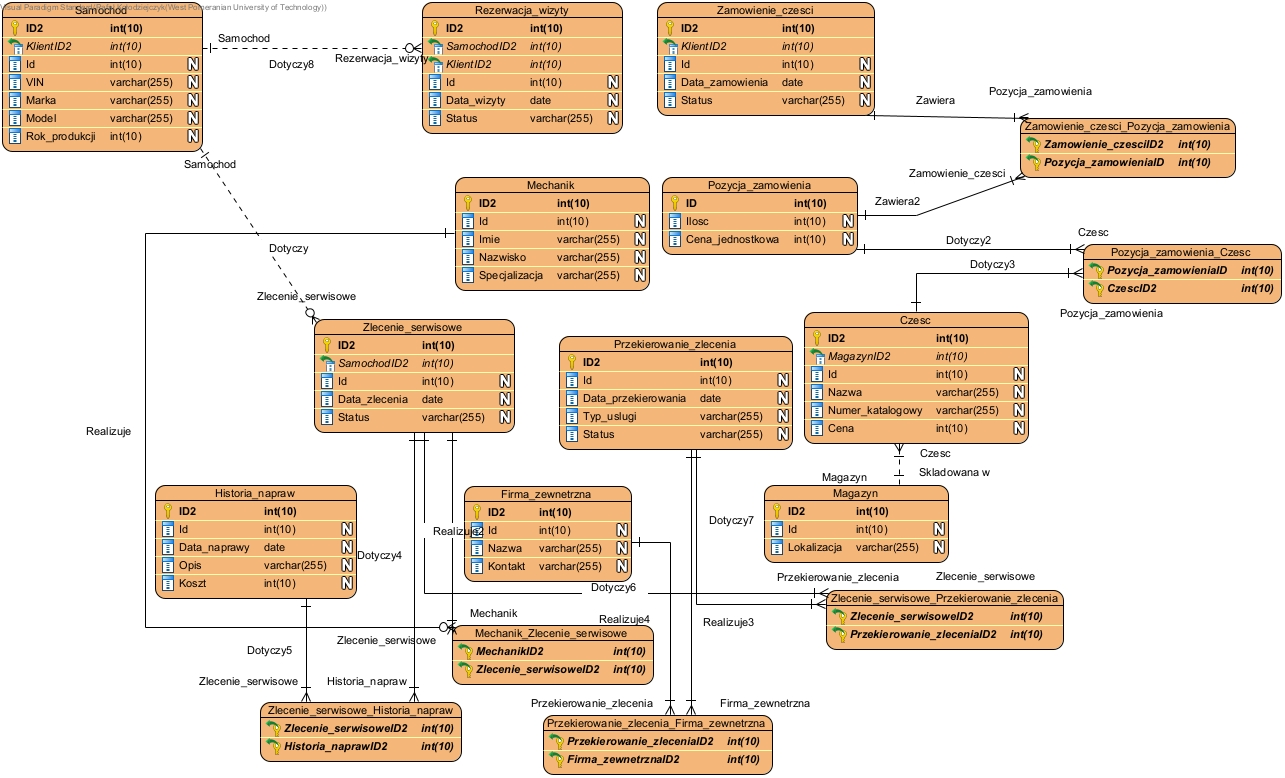 Samochod
ID2 int(10)
KlientID2 int(10)
Id int(10) N
VIN varchar(255) N
Marka varchar(255) N
Model varchar(255) N
Rok_produkcji int(10) N
Samochod
Dotyczy8
Rezerwacja_wizyty
Rezerwacja_wizyty
ID2 int(10)
SamochodID2 int(10)
KlientID2 int(10)
Id int(10) N
Data_wizyty date N
Status varchar(255) N
Zamowienie_czesci
ID2 int(10)
KlientID2 int(10)
Id int(10) N
Data_zamowienia date N
Status varchar(255) N
Zawiera
Pozycja_zamowienia
Zamowienie_czesci_Pozycja_zamowienia
Zamowienie_czesciID2 int(10)
Pozycja_zamowieniaID int(10)
Zamowienie_czesci
Zawiera2
Samochod
Dotyczy
Zlecenie_serwisowe
Mechanik
ID2 int(10)
Id int(10) N
Imie varchar(255) N
Nazwisko varchar(255) N
Specjalizacja varchar(255) N
Pozycja_zamowienia
ID int(10)
Ilosc int(10) N
Cena_jednostkowa int(10) N
Dotyczy2
Czesc
Dotyczy3
Pozycja_zamowienia_Czesc
Pozycja_zamowieniaID int(10)
CzescID2 int(10)
Pozycja_zamowienia
Zlecenie_serwisowe
ID2 int(10)
SamochodID2 int(10)
Id int(10) N
Data_zlecenia date N
Status varchar(255) N
Przekierowanie_zlecenia
ID2 int(10)
Id int(10) N
Data_przekierowania date N
Typ_uslugi varchar(255) N
Status varchar(255) N
Czesc
ID2 int(10)
MagazynID2 int(10)
Id int(10) N
Nazwa varchar(255) N
Numer_katalogowy varchar(255) N
Cena int(10) N
Realizuje
Czesc
Skladowana w
Magazyn
Magazyn
ID2 int(10)
Id int(10) N
Lokalizacja varchar(255) N
Historia_napraw
ID2 int(10)
Id int(10) N
Data_naprawy date N
Opis varchar(255) N
Koszt int(10) N
Dotyczy4
Realizuje2
Firma_zewnetrzna
ID2 int(10)
Id int(10) N
Nazwa varchar(255) N
Kontakt varchar(255) N
Dotyczy7
Dotyczy6
Przekierowanie_zlecenia
Zlecenie_serwisowe
Zlecenie_serwisowe_Przekierowanie_zlecenia
Zlecenie_serwisoweID2 int(10)
Przekierowanie_zleceniaID2 int(10)
Mechanik
Realizuje4
Realizuje3
Zlecenie_serwisowe
Mechanik_Zlecenie_serwisowe
MechanikID2 int(10)
Zlecenie_serwisoweID2 int(10)
Dotyczy5
Zlecenie_serwisowe
Historia_napraw
Zlecenie_serwisowe_Historia_napraw
Zlecenie_serwisoweID2 int(10)
Historia_naprawID2 int(10)
Przekierowanie_zlecenia
Firma_zewnetrzna
Przekierowanie_zlecenia_Firma_zewnetrzna
Przekierowanie_zleceniaID2 int(10)
Firma_zewnetrznaID2 int(10)